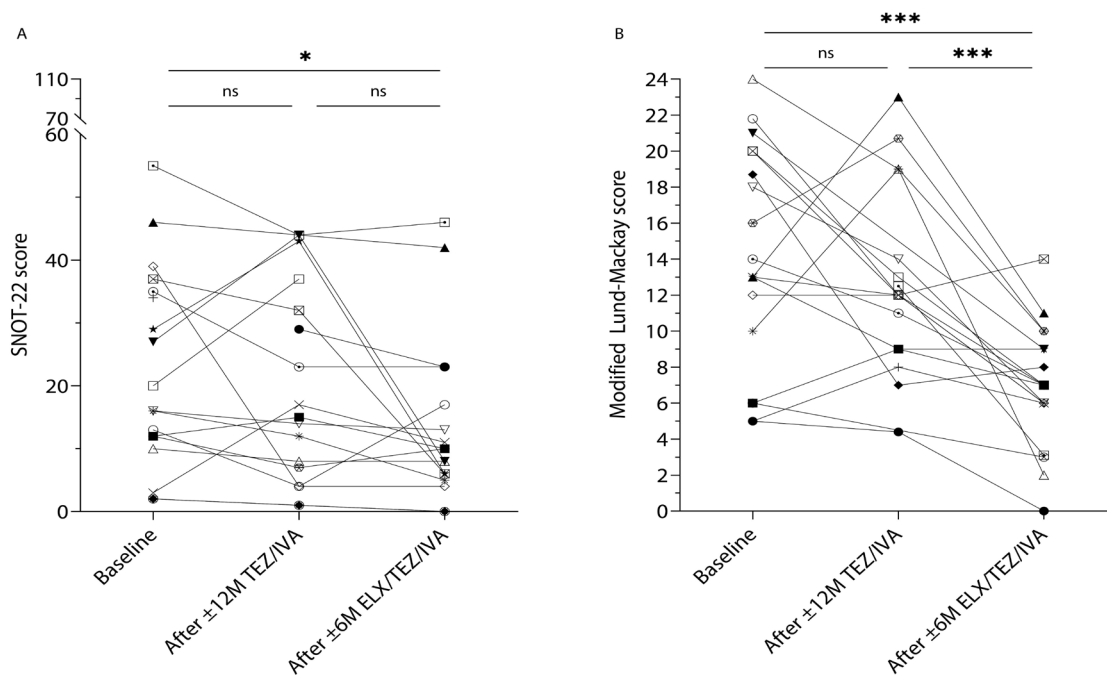 A
*
ns
ns
SNOT-22 score
110
70
60
40
20
0
Baseline
After ±12M TEZ/IVA
After ±6M ELX/TEZ/IVA
B
***
ns
***
Modified Lund-Mackay score
24
22
20
18
16
14
12
10
8
6
4
2
0
Baseline
After ±12M TEZ/IVA
After ±6M ELX/TEZ/IVA